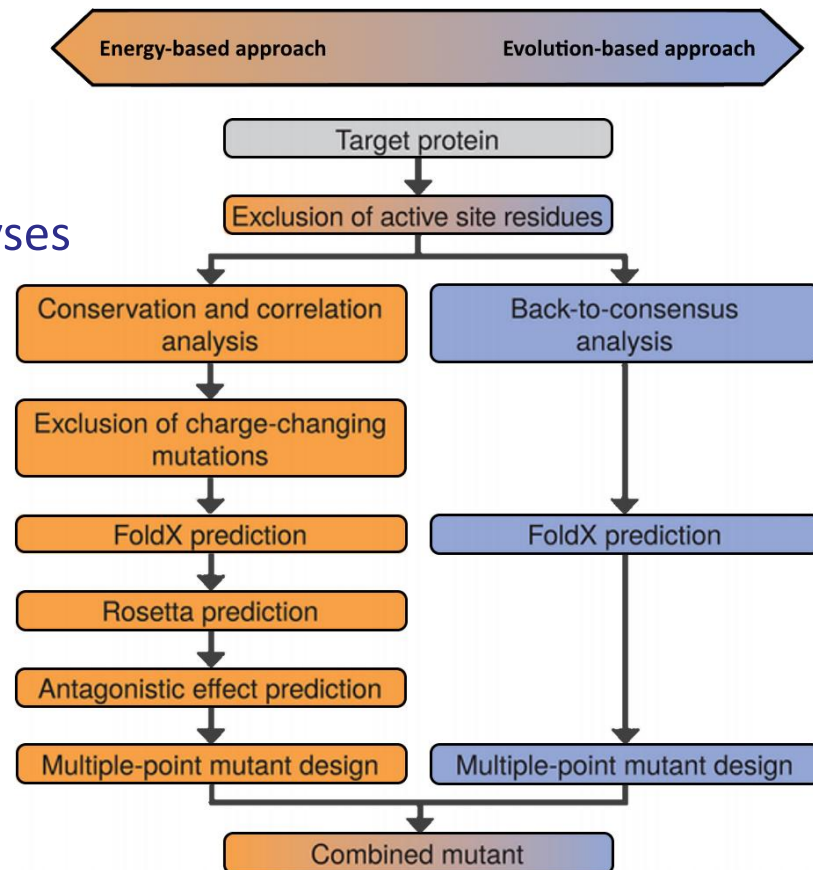 Energy-based approach
Evolution-based approach
Target protein
Exclusion of active site residues
Conservation and correlation
analysis
Back-to-consensus
analysis
Exclusion of charge-changing
mutations
FoldX prediction
FoldX prediction
Rosetta prediction
Antagonistic effect prediction
Multiple-point mutant design
Multiple-point mutant design
Combined mutant